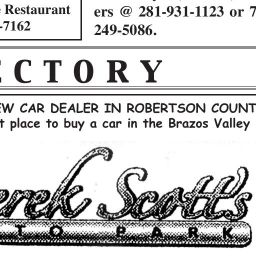 Restaurant
-7162
ers @ 281-931-1123 or 7
249-5086.
ECTORY
EW CAR DEALER IN ROBERTSON COUNT
t place to buy a car in the Brazos Valley
erek Scott's
TO PARK